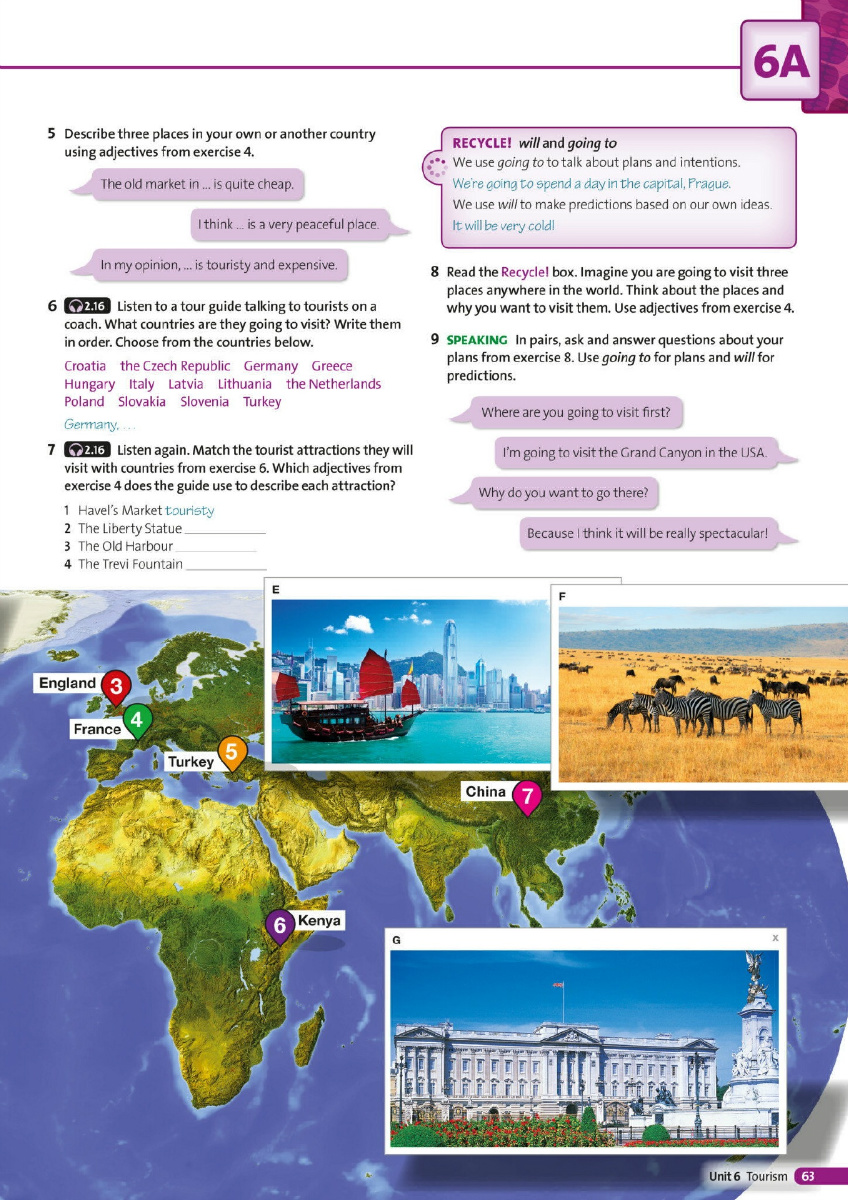 6A
5 Describe three places in your own or another country
using adjectives from exercise 4.
The old market in ... is quite cheap.
I think ... is a very peaceful place.
In my opinion, ... is touristy and expensive.
6 2.16 Listen to a tour guide talking to tourists on a
coach. What countries are they going to visit? Write them
in order. Choose from the countries below.
Croatia the Czech Republic Germany Greece
Hungary Italy Latvia Lithuania the Netherlands
Poland Slovakia Slovenia Turkey
Germany, ...
7 2.16 Listen again. Match the tourist attractions they will
visit with countries from exercise 6. Which adjectives from
exercise 4 does the guide use to describe each attraction?
1 Havel's Market touristy
2 The Liberty Statue
3 The Old Harbour
4 The Trevi Fountain
RECYCLE! will and going to
We use going to to talk about plans and intentions.
We're going to spend a day in the capital, Prague.
We use will to make predictions based on our own ideas.
It will be very cold!
8 Read the Recycle! box. Imagine you are going to visit three
places anywhere in the world. Think about the places and
why you want to visit them. Use adjectives from exercise 4.
9 SPEAKING In pairs, ask and answer questions about your
plans from exercise 8. Use going to for plans and will for
predictions.
Where are you going to visit first?
I'm going to visit the Grand Canyon in the USA.
Why do you want to go there?
Because I think it will be really spectacular!
E
F
England 3
France 4
Turkey 5
China 7
6 Kenya
G
x
Unit 6 Tourism 63